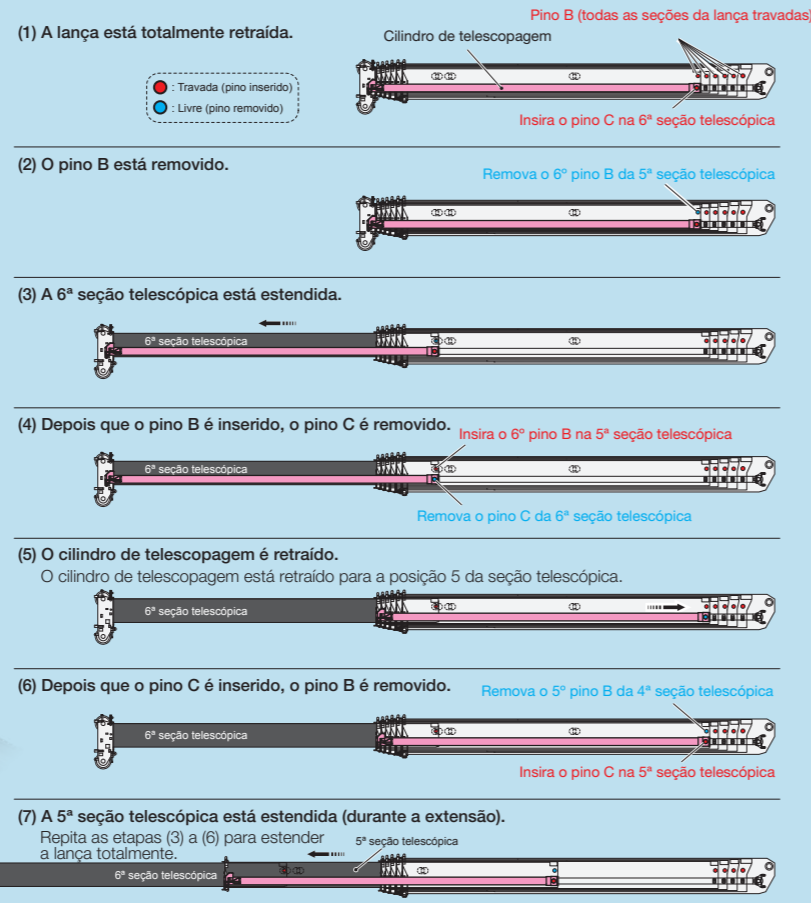 Pino B (todas as seções da lança travadas)
(1) A lança está totalmente retraída.
Cilindro de telescopagem
: Travada (pino inserido)
: Livre (pino removido)
Insira o pino C na 6ª seção telescópica
(2) O pino B está removido.
Remova o 6º pino B da 5ª seção telescópica
(3) A 6ª seção telescópica está estendida.
6ª seção telescópica
(4) Depois que o pino B é inserido, o pino C é removido.
Insira o 6º pino B na 5ª seção telescópica
6ª seção telescópica
Remova o pino C da 6ª seção telescópica
(5) O cilindro de telescopagem é retraído.
O cilindro de telescopagem está retraído para a posição 5 da seção telescópica.
6ª seção telescópica
(6) Depois que o pino C é inserido, o pino B é removido.
Remova o 5º pino B da 4ª seção telescópica
6ª seção telescópica
Insira o pino C na 5ª seção telescópica
(7) A 5ª seção telescópica está estendida (durante a extensão).
Repita as etapas (3) a (6) para estender
a lança totalmente.
5ª seção telescópica
6ª seção telescópica